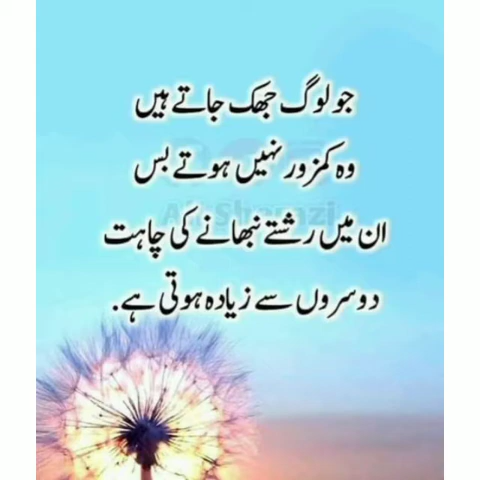 جو لوگ جھک جاتے ہیں
وہ کمزور نہیں ہوتے بس
ان میں رشتے نبھانے کی چاہت
دوسروں سے زیادہ ہوتی ہے.